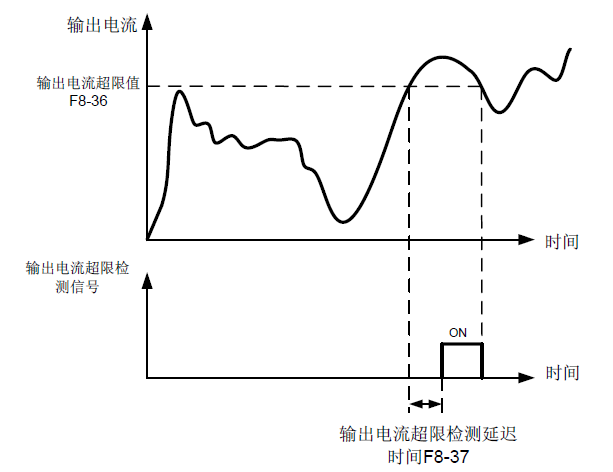 输出电流
输出电流超限值
F8-36
时间
输出电流超限检
测信号
ON
时间
输出电流超限检测延迟
时间F8-37